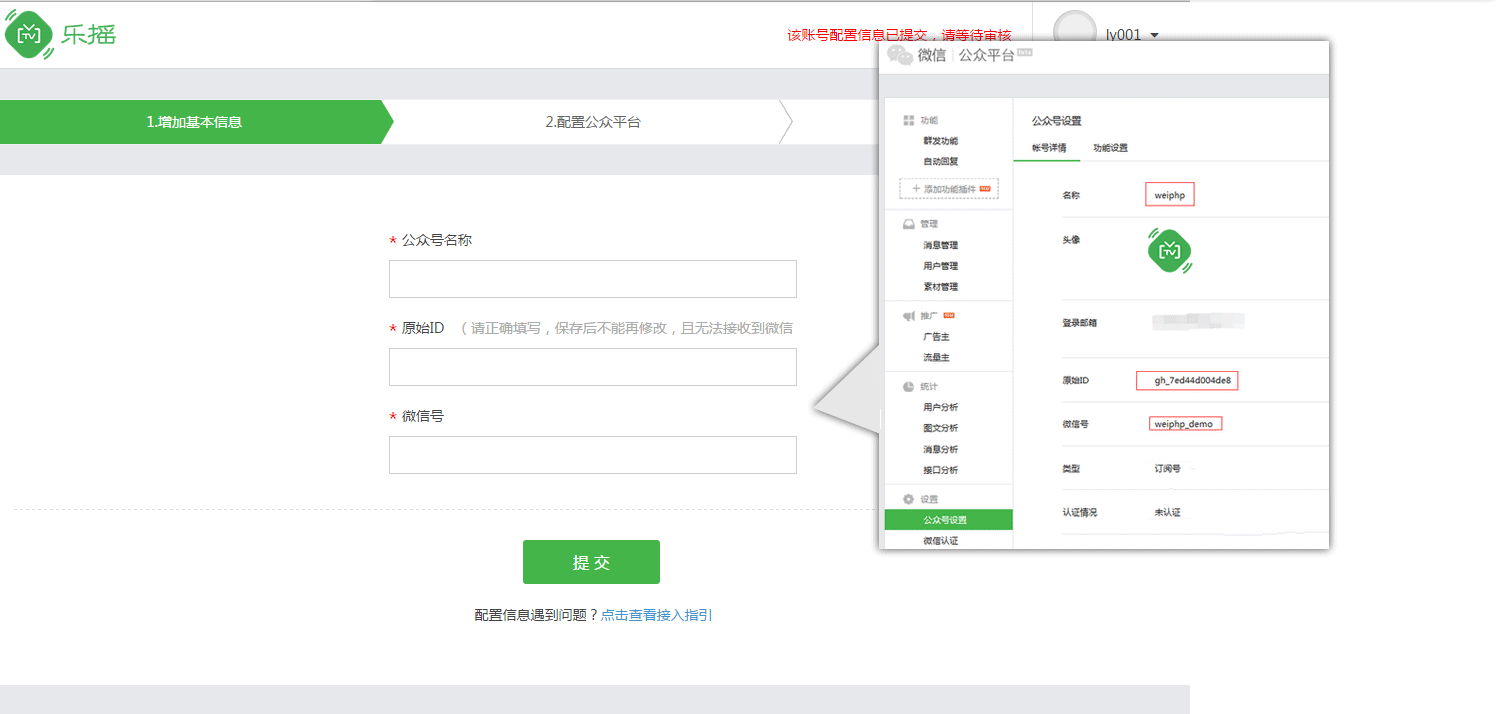 乐摇
该账号配置信息已提交，请等待审核
ly001
1.增加基本信息
2.配置公众平台
* 公众号名称
* 原始ID （请正确填写，保存后不能再修改，且无法接收到微信
* 微信号
提 交
配置信息遇到问题？点击查看接入指引
微信 | 公众平台
功能
群发功能
自动回复
+ 添加功能插件
管理
消息管理
用户管理
素材管理
推广
广告主
流量主
统计
用户分析
图文分析
消息分析
接口分析
设置
公众号设置
微信认证
公众号设置
帐号详情 功能设置
名称 weiphp
头像
TV
登录邮箱
原始ID gh_7ed44d004de8
微信号 weiphp_demo
类型 订阅号
认证情况 未认证